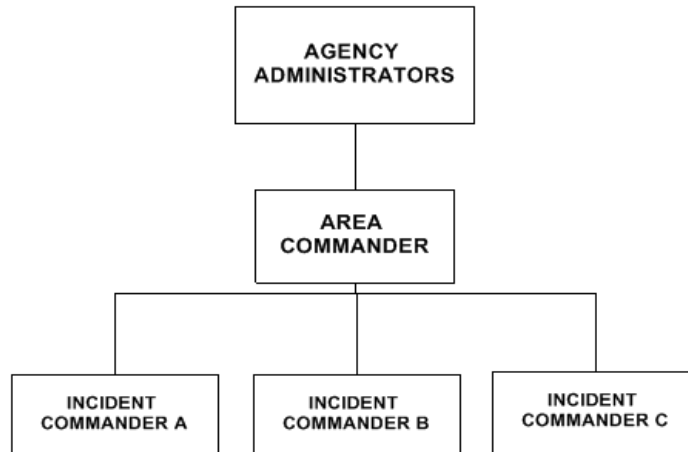 AGENCY
ADMINISTRATORS
AREA
COMMANDER
INCIDENT
COMMANDER A
INCIDENT
COMMANDER B
INCIDENT
COMMANDER C